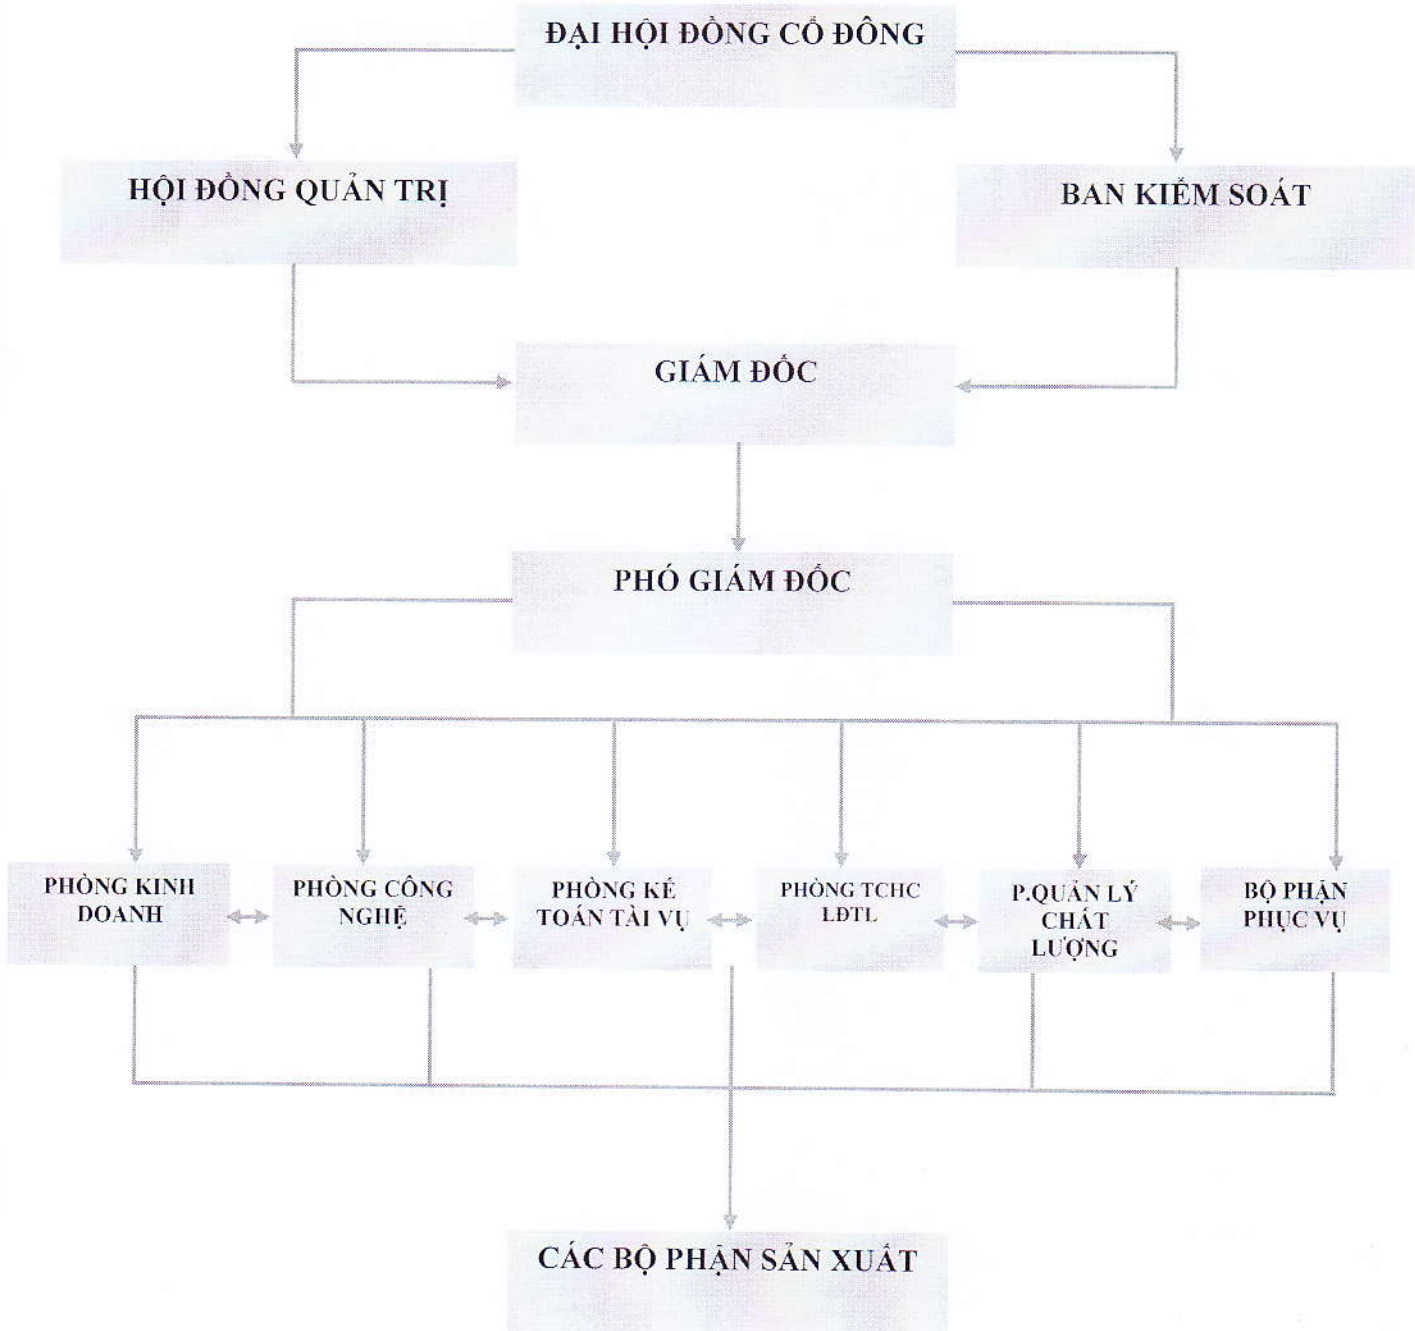 ĐẠI HỘI ĐỒNG CỔ ĐÔNG
HỘI ĐỒNG QUẢN TRỊ
BAN KIỂM SOÁT
GIÁM ĐỐC
PHÓ GIÁM ĐỐC
PHÒNG KINH
DOANH
PHÒNG CÔNG
NGHỆ
PHÒNG KẾ
TOÁN TÀI VỤ
PHÒNG TCHC
LĐTL
P.QUẢN LÝ
CHẤT
LƯỢNG
BỘ PHẬN
PHỤC VỤ
CÁC BỘ PHẬN SẢN XUẤT